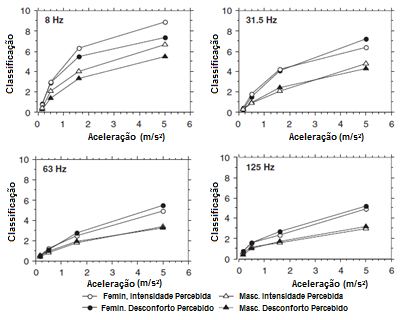 8 Hz
Classificação
10
8
6
4
2
0
0 1 2 3 4 5 6
Aceleração (m/s²)
31.5 Hz
Classificação
10
8
6
4
2
0
0 1 2 3 4 5 6
Aceleração (m/s²)
63 Hz
Classificação
10
8
6
4
2
0
0 1 2 3 4 5 6
Aceleração (m/s²)
125 Hz
Classificação
10
8
6
4
2
0
0 1 2 3 4 5 6
Aceleração (m/s²)
Femin, Intensidade Percebida
Masc. Intensidade Percebida
Femin. Desconforto Percebido
Masc. Desconforto Percebido